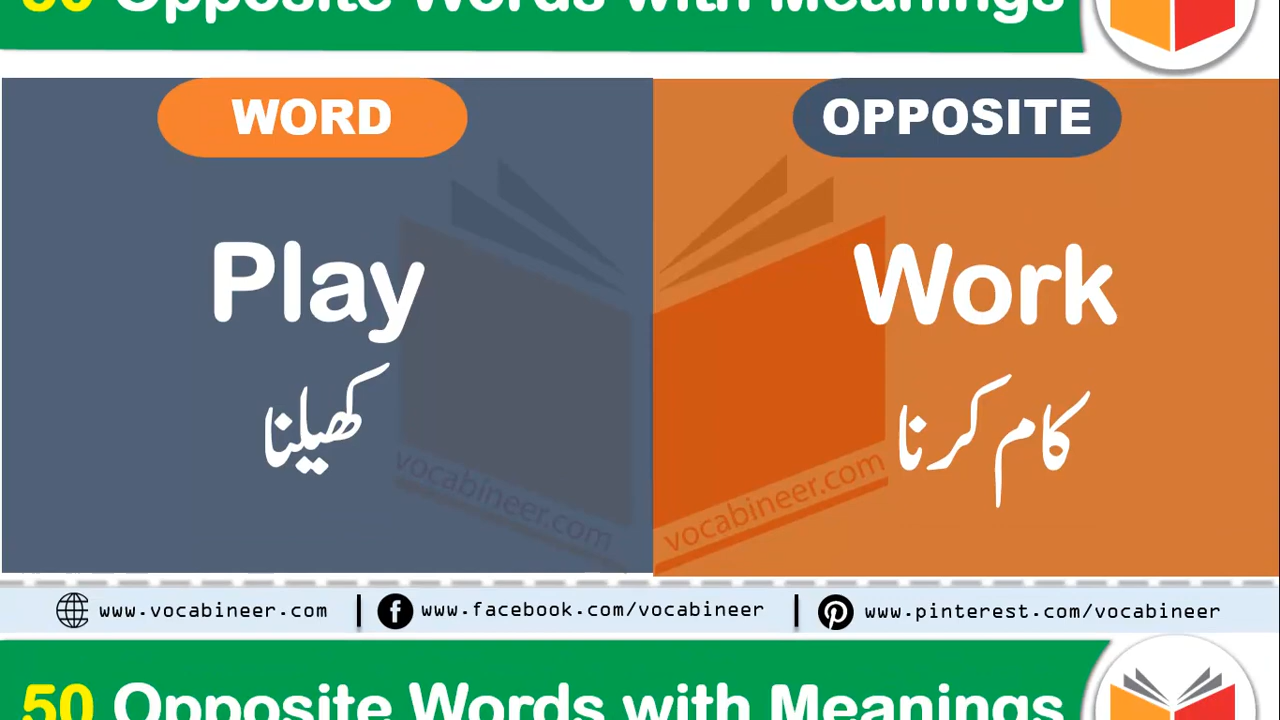 50 Opposite Words with Meanings
WORD
OPPOSITE
Play
Work
کھیلنا
کام کرنا
vocabineer.com
vocabineer.com
www.vocabineer.com
www.facebook.com/vocabineer
www.pinterest.com/vocabineer
50 Opposite Words with Meanings